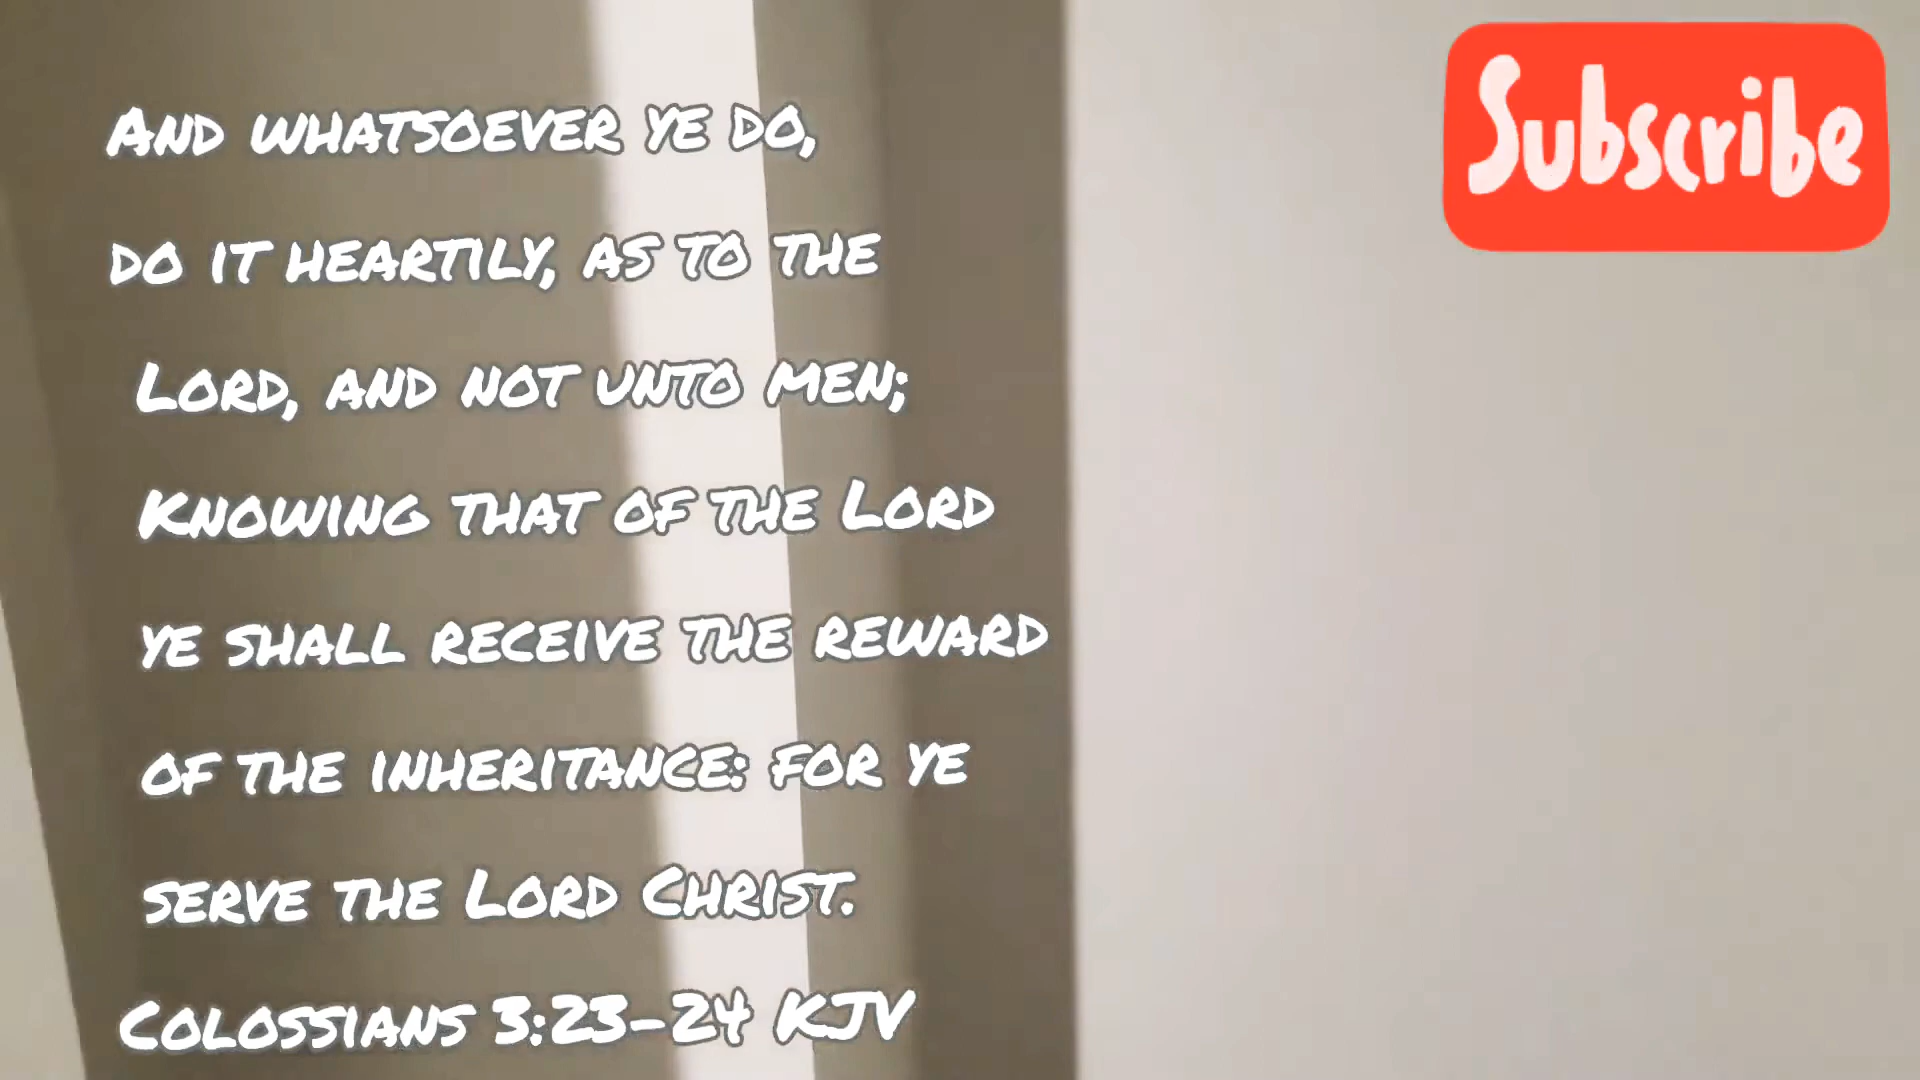 And whatsoever ye do,
do it heartily, as to the
Lord, and not unto men;
Knowing that of the Lord
ye shall receive the reward
of the inheritance: for ye
serve the Lord Christ.
Colossians 3:23-24 KJV
Subscribe